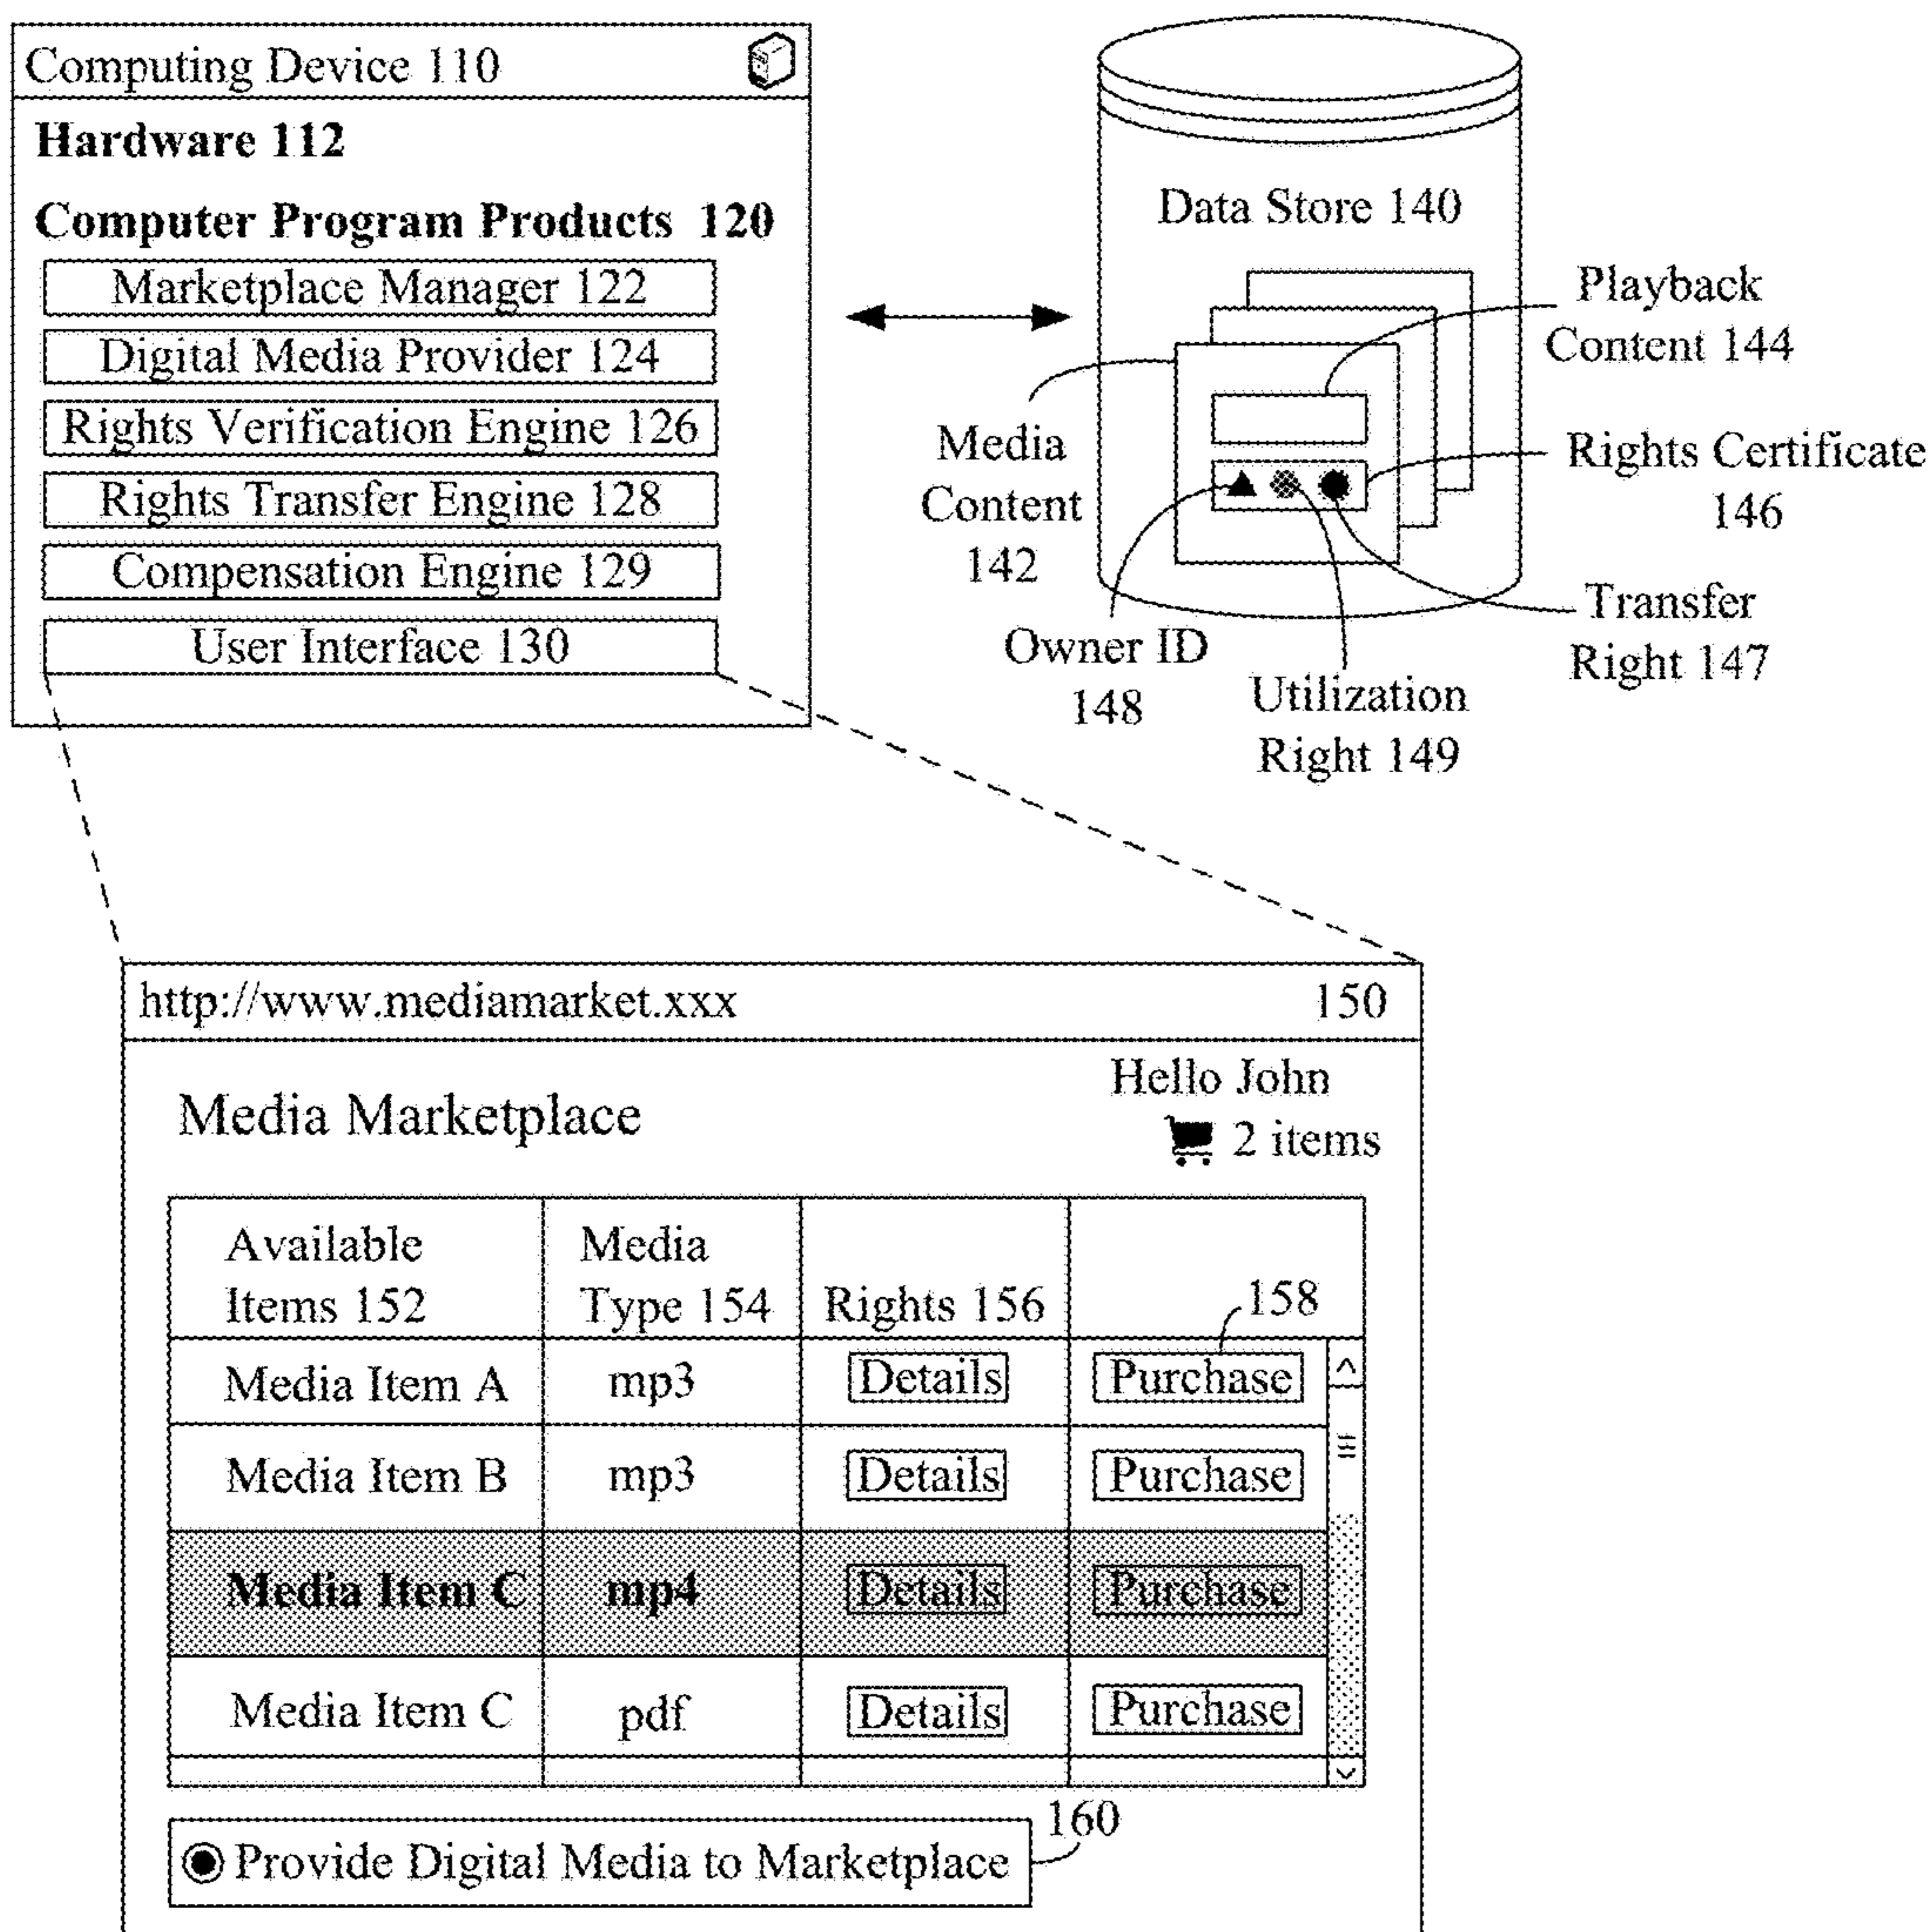 Computing Device 110
Hardware 112
Computer Program Products 120
Marketplace Manager 122
Digital Media Provider 124
Rights Verification Engine 126
Rights Transfer Engine 128
Compensation Engine 129
User Interface 130
Data Store 140
Playback
Content 144
Media
Content
142
Rights Certificate
146
Owner ID
148
Utilization
Right 149
Transfer
Right 147
http://www.mediamarket.xxx 150
Media Marketplace
Hello John
2 items
Available
Items 152
Media
Type 154
Rights 156
158
Media Item A mp3 Details Purchase
Media Item B mp3 Details Purchase
Media Item C mp4 Details Purchase
Media Item C pdf Details Purchase
160
Provide Digital Media to Marketplace